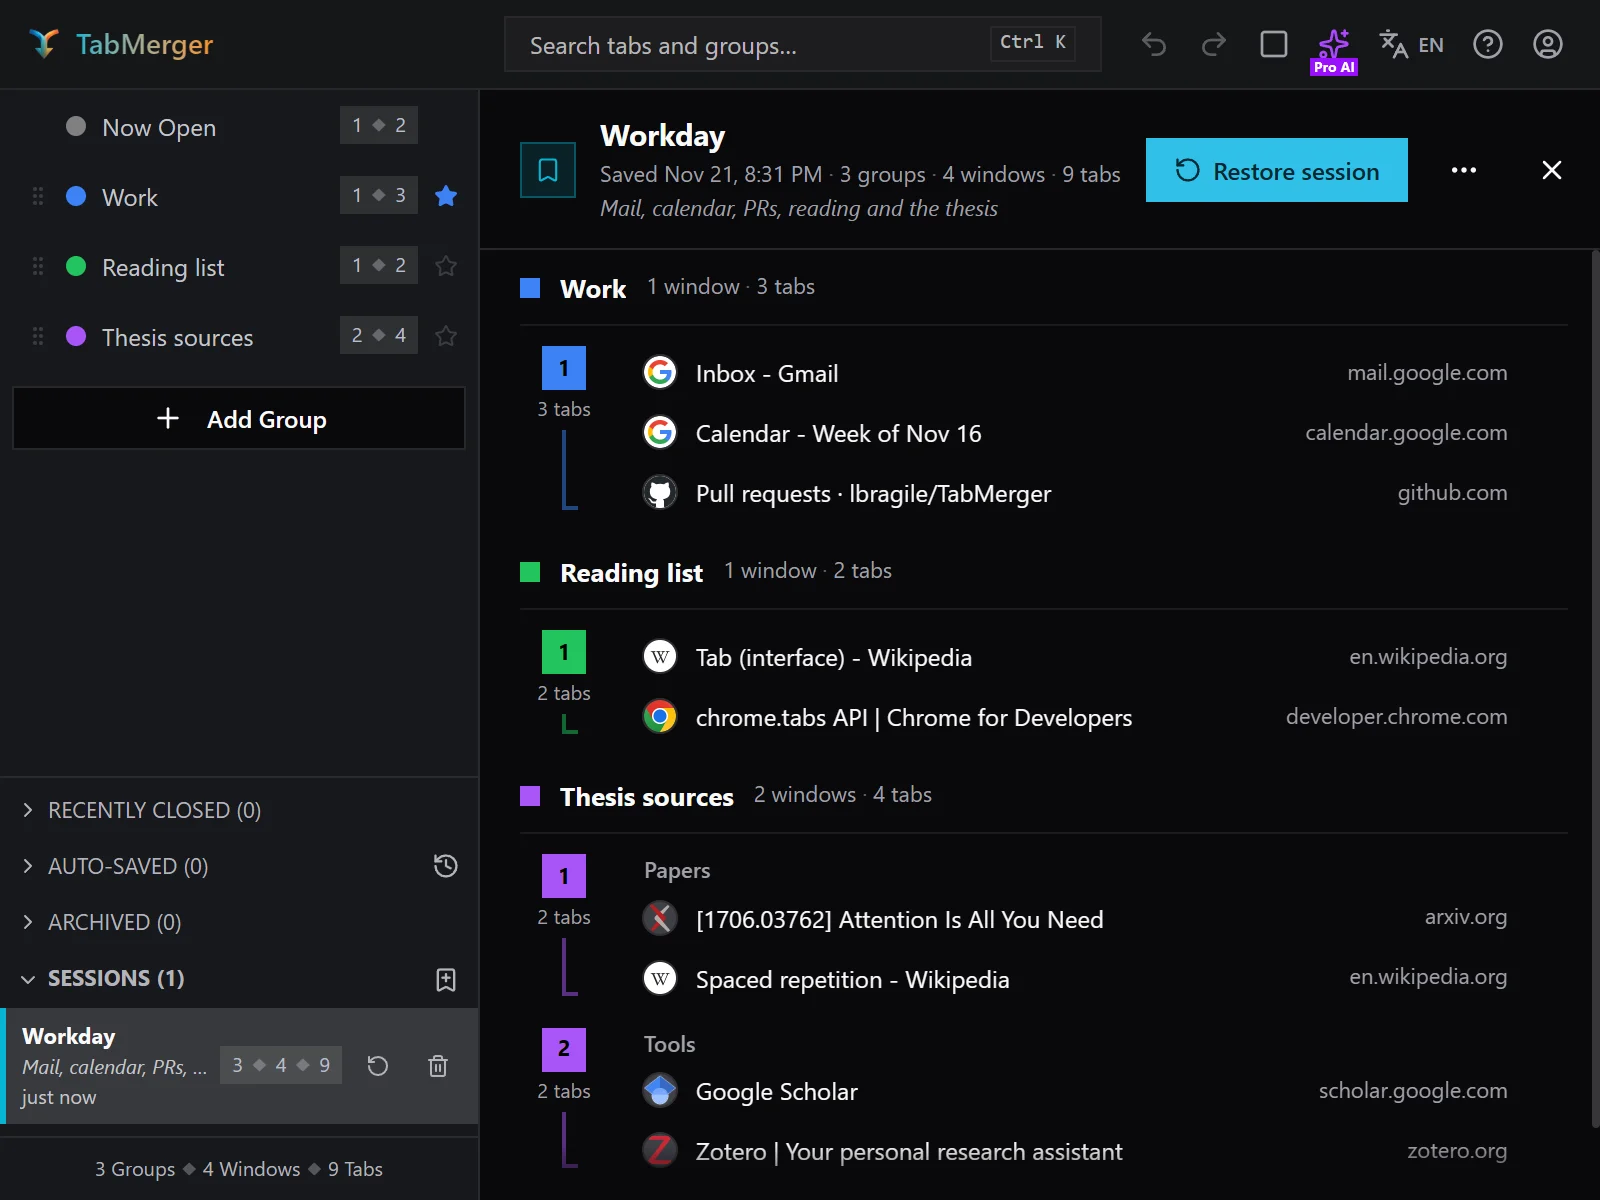 TabMerger
Search tabs and groups... Ctrl K
Pro AI
EN
Now Open 1 ◆ 2
Work 1 ◆ 3
Reading list 1 ◆ 2
Thesis sources 2 ◆ 4
+ Add Group
RECENTLY CLOSED (0)
AUTO-SAVED (0)
ARCHIVED (0)
SESSIONS (1)
Workday
Mail, calendar, PRs, ...
just now
3 ◆ 4 ◆ 9
3 Groups ◆ 4 Windows ◆ 9 Tabs
Workday
Saved Nov 21, 8:31 PM · 3 groups · 4 windows · 9 tabs
Mail, calendar, PRs, reading and the thesis
Restore session
Work 1 window · 3 tabs
1
3 tabs
Inbox - Gmail mail.google.com
Calendar - Week of Nov 16 calendar.google.com
Pull requests · lbragile/TabMerger github.com
Reading list 1 window · 2 tabs
1
2 tabs
W Tab (interface) - Wikipedia en.wikipedia.org
chrome.tabs API | Chrome for Developers developer.chrome.com
Thesis sources 2 windows · 4 tabs
1
2 tabs
Papers
[1706.03762] Attention Is All You Need arxiv.org
W Spaced repetition - Wikipedia en.wikipedia.org
2
2 tabs
Tools
Google Scholar scholar.google.com
Z Zotero | Your personal research assistant zotero.org